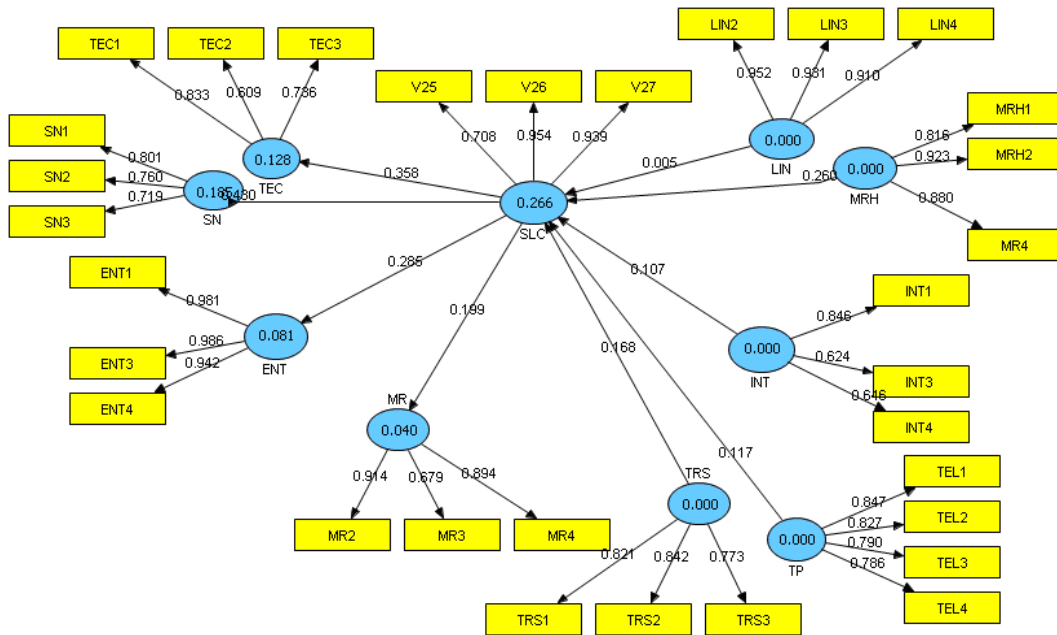 TEC1
TEC2
TEC3
LIN2
LIN3
LIN4
V25
V26
V27
0.833
0.609
0.736
0.952
0.931
0.910
0.708
0.954
0.939
SN1
SN2
SN3
0.801
0.760
0.719
0.128
TEC
0.185
SN
0.430
0.358
0.266
SLC
0.005
0.000
LIN
0.260
0.000
MRH
0.816
0.923
0.880
MRH1
MRH2
MR4
ENT1
ENT3
ENT4
0.981
0.986
0.942
0.081
ENT
0.285
0.199
0.107
0.168
0.117
0.000
INT
0.846
0.624
0.646
INT1
INT3
INT4
MR
0.040
0.914
0.679
0.894
MR2
MR3
MR4
TRS
0.000
0.821
0.842
0.773
TRS1
TRS2
TRS3
0.000
TP
0.847
0.827
0.790
0.786
TEL1
TEL2
TEL3
TEL4